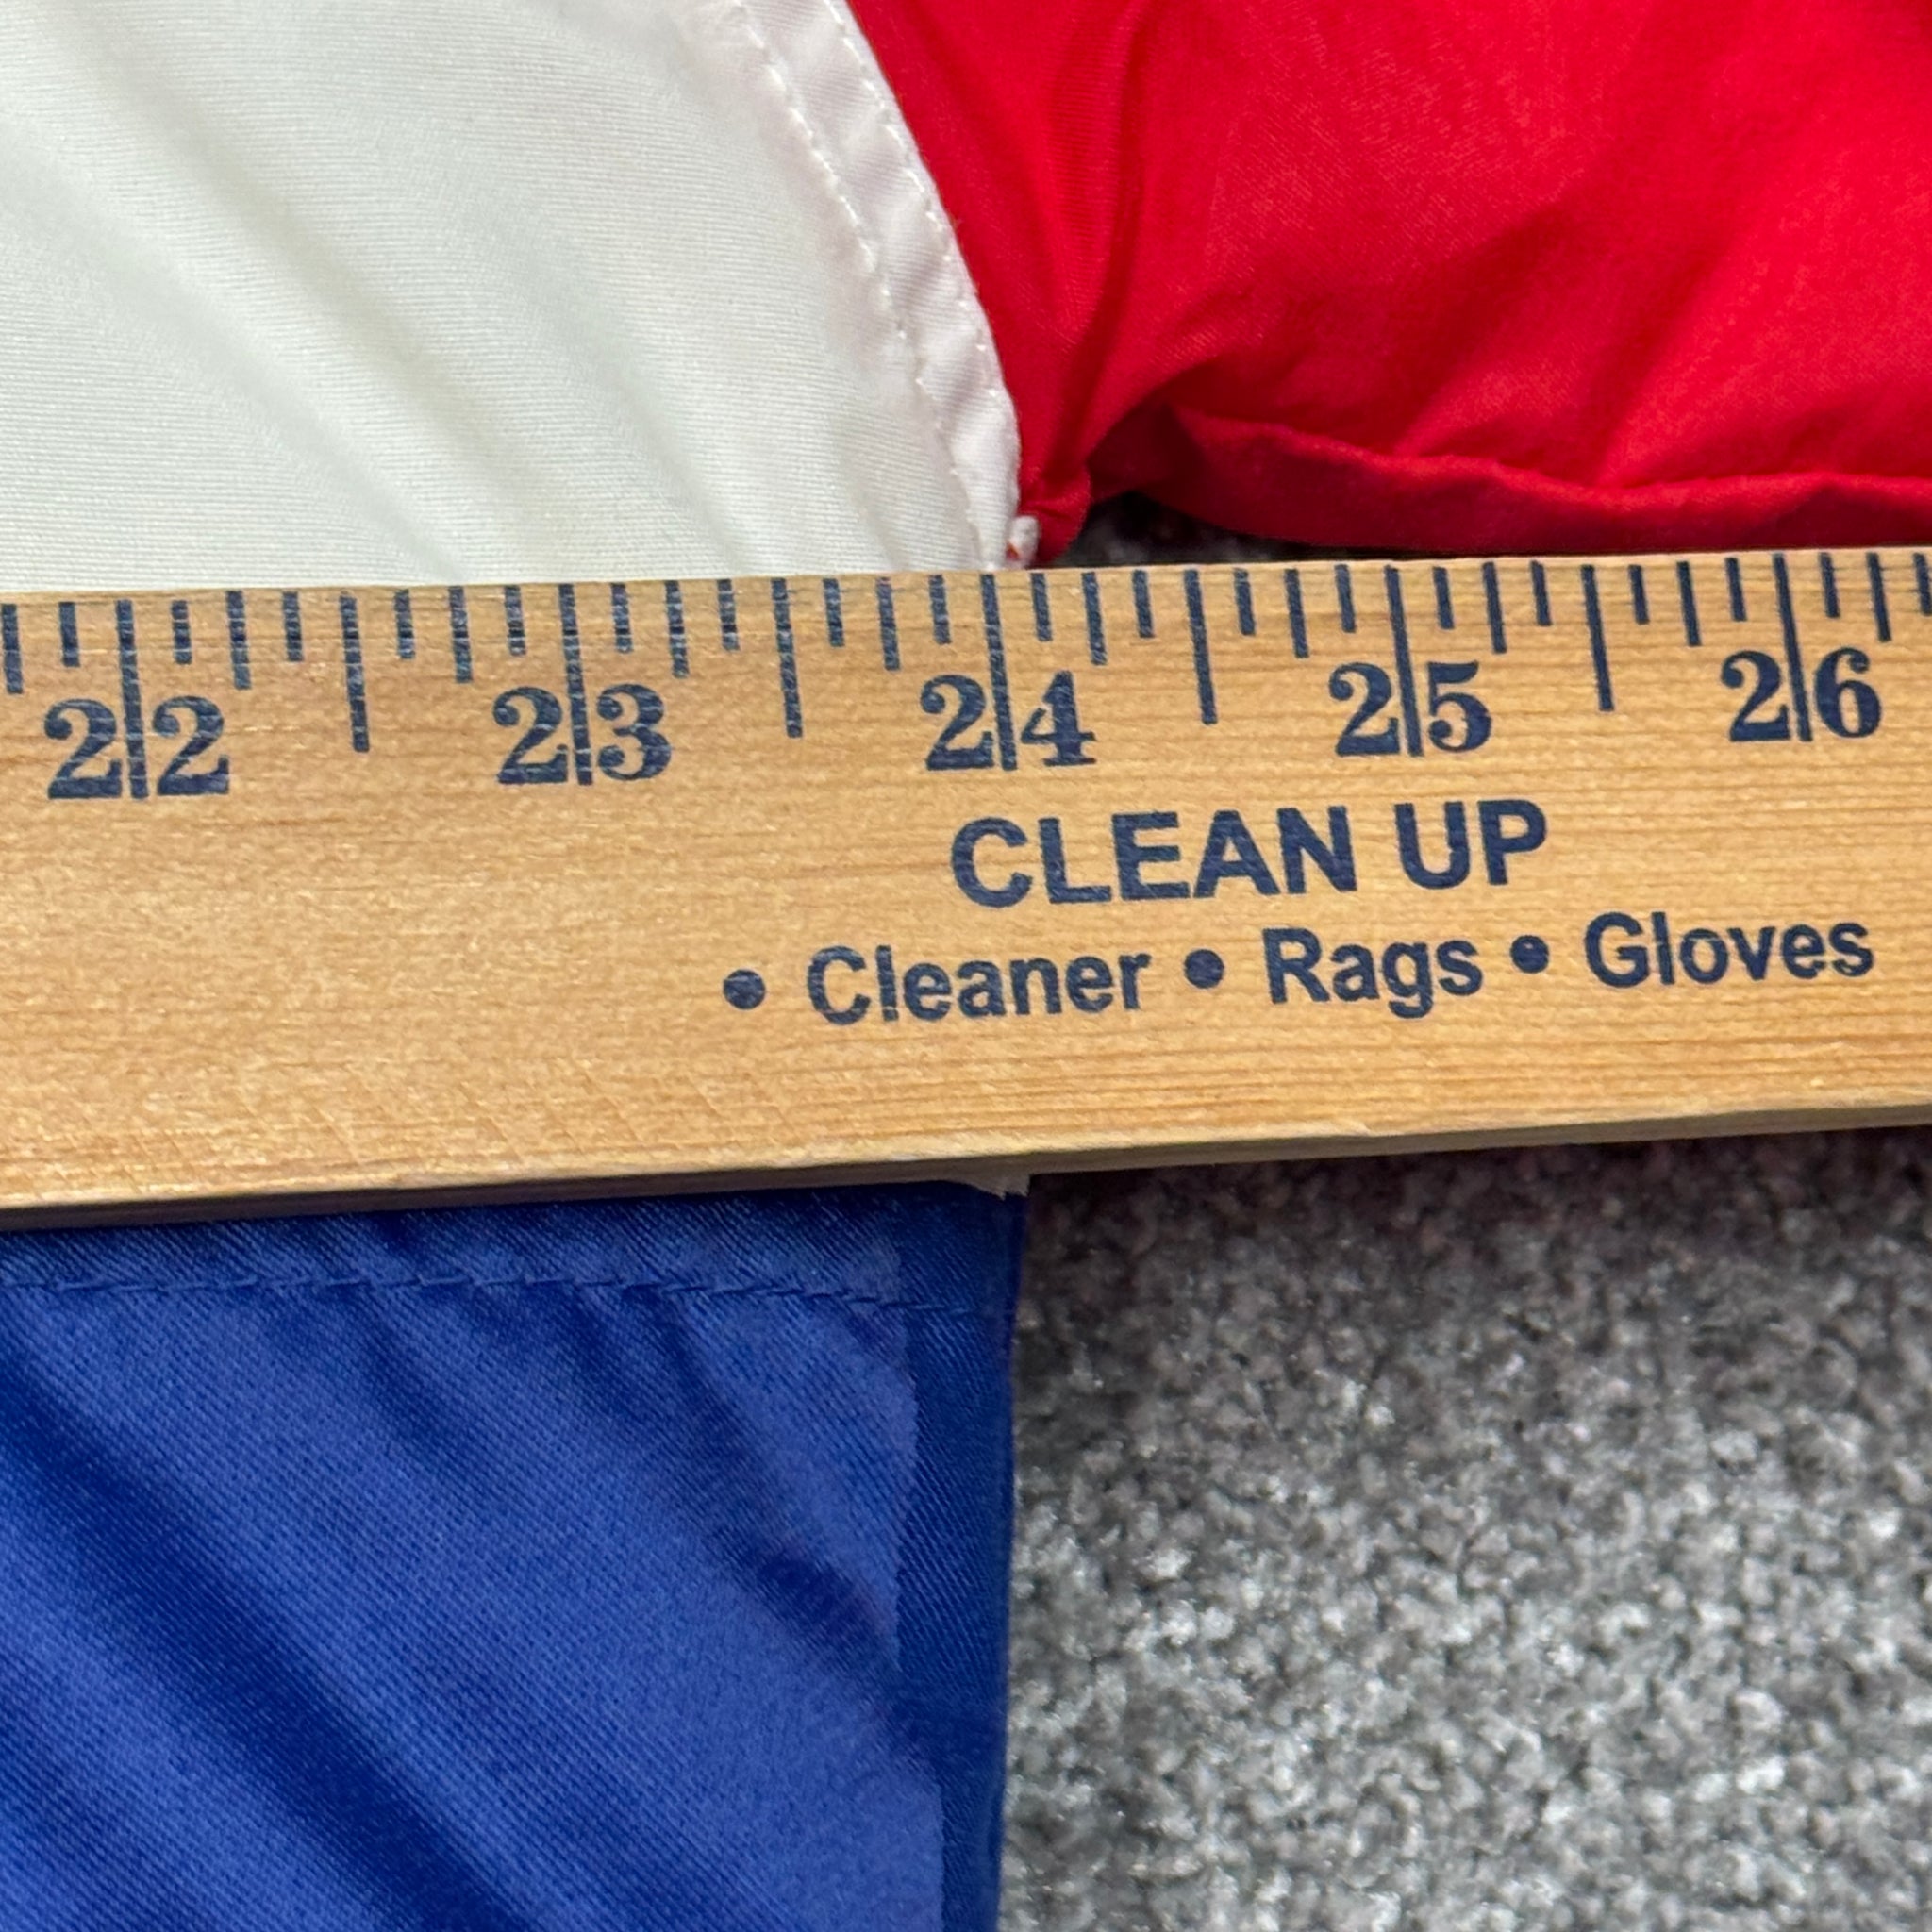 22 23 24 25 26
CLEAN UP
• Cleaner • Rags • Gloves